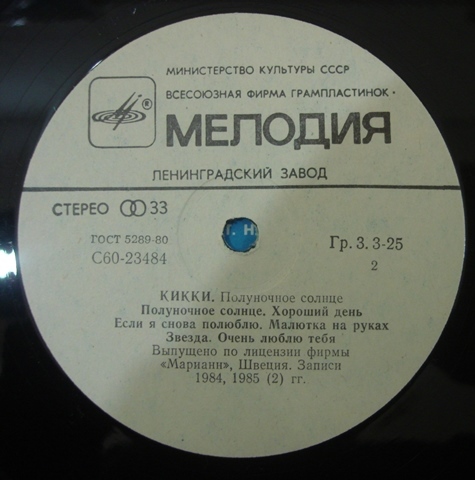 МИНИСТЕРСТВО КУЛЬТУРЫ СССР
ВСЕСОЮЗНАЯ ФИРМА ГРАМПЛАСТИНОК •
®
МЕЛОДИЯ
ЛЕНИНГРАДСКИЙ ЗАВОД
СТЕРЕО 33
ГОСТ 5289-80
С60-23484
Гр. 3. 3-25
2
КИККИ. Полуночное солнце
Полуночное солнце. Хороший день
Если я снова полюблю. Малютка на руках
Звезда. Очень люблю тебя
Выпущено по лицензии фирмы
«Марианн», Швеция. Записи
1984, 1985 (2) гг.